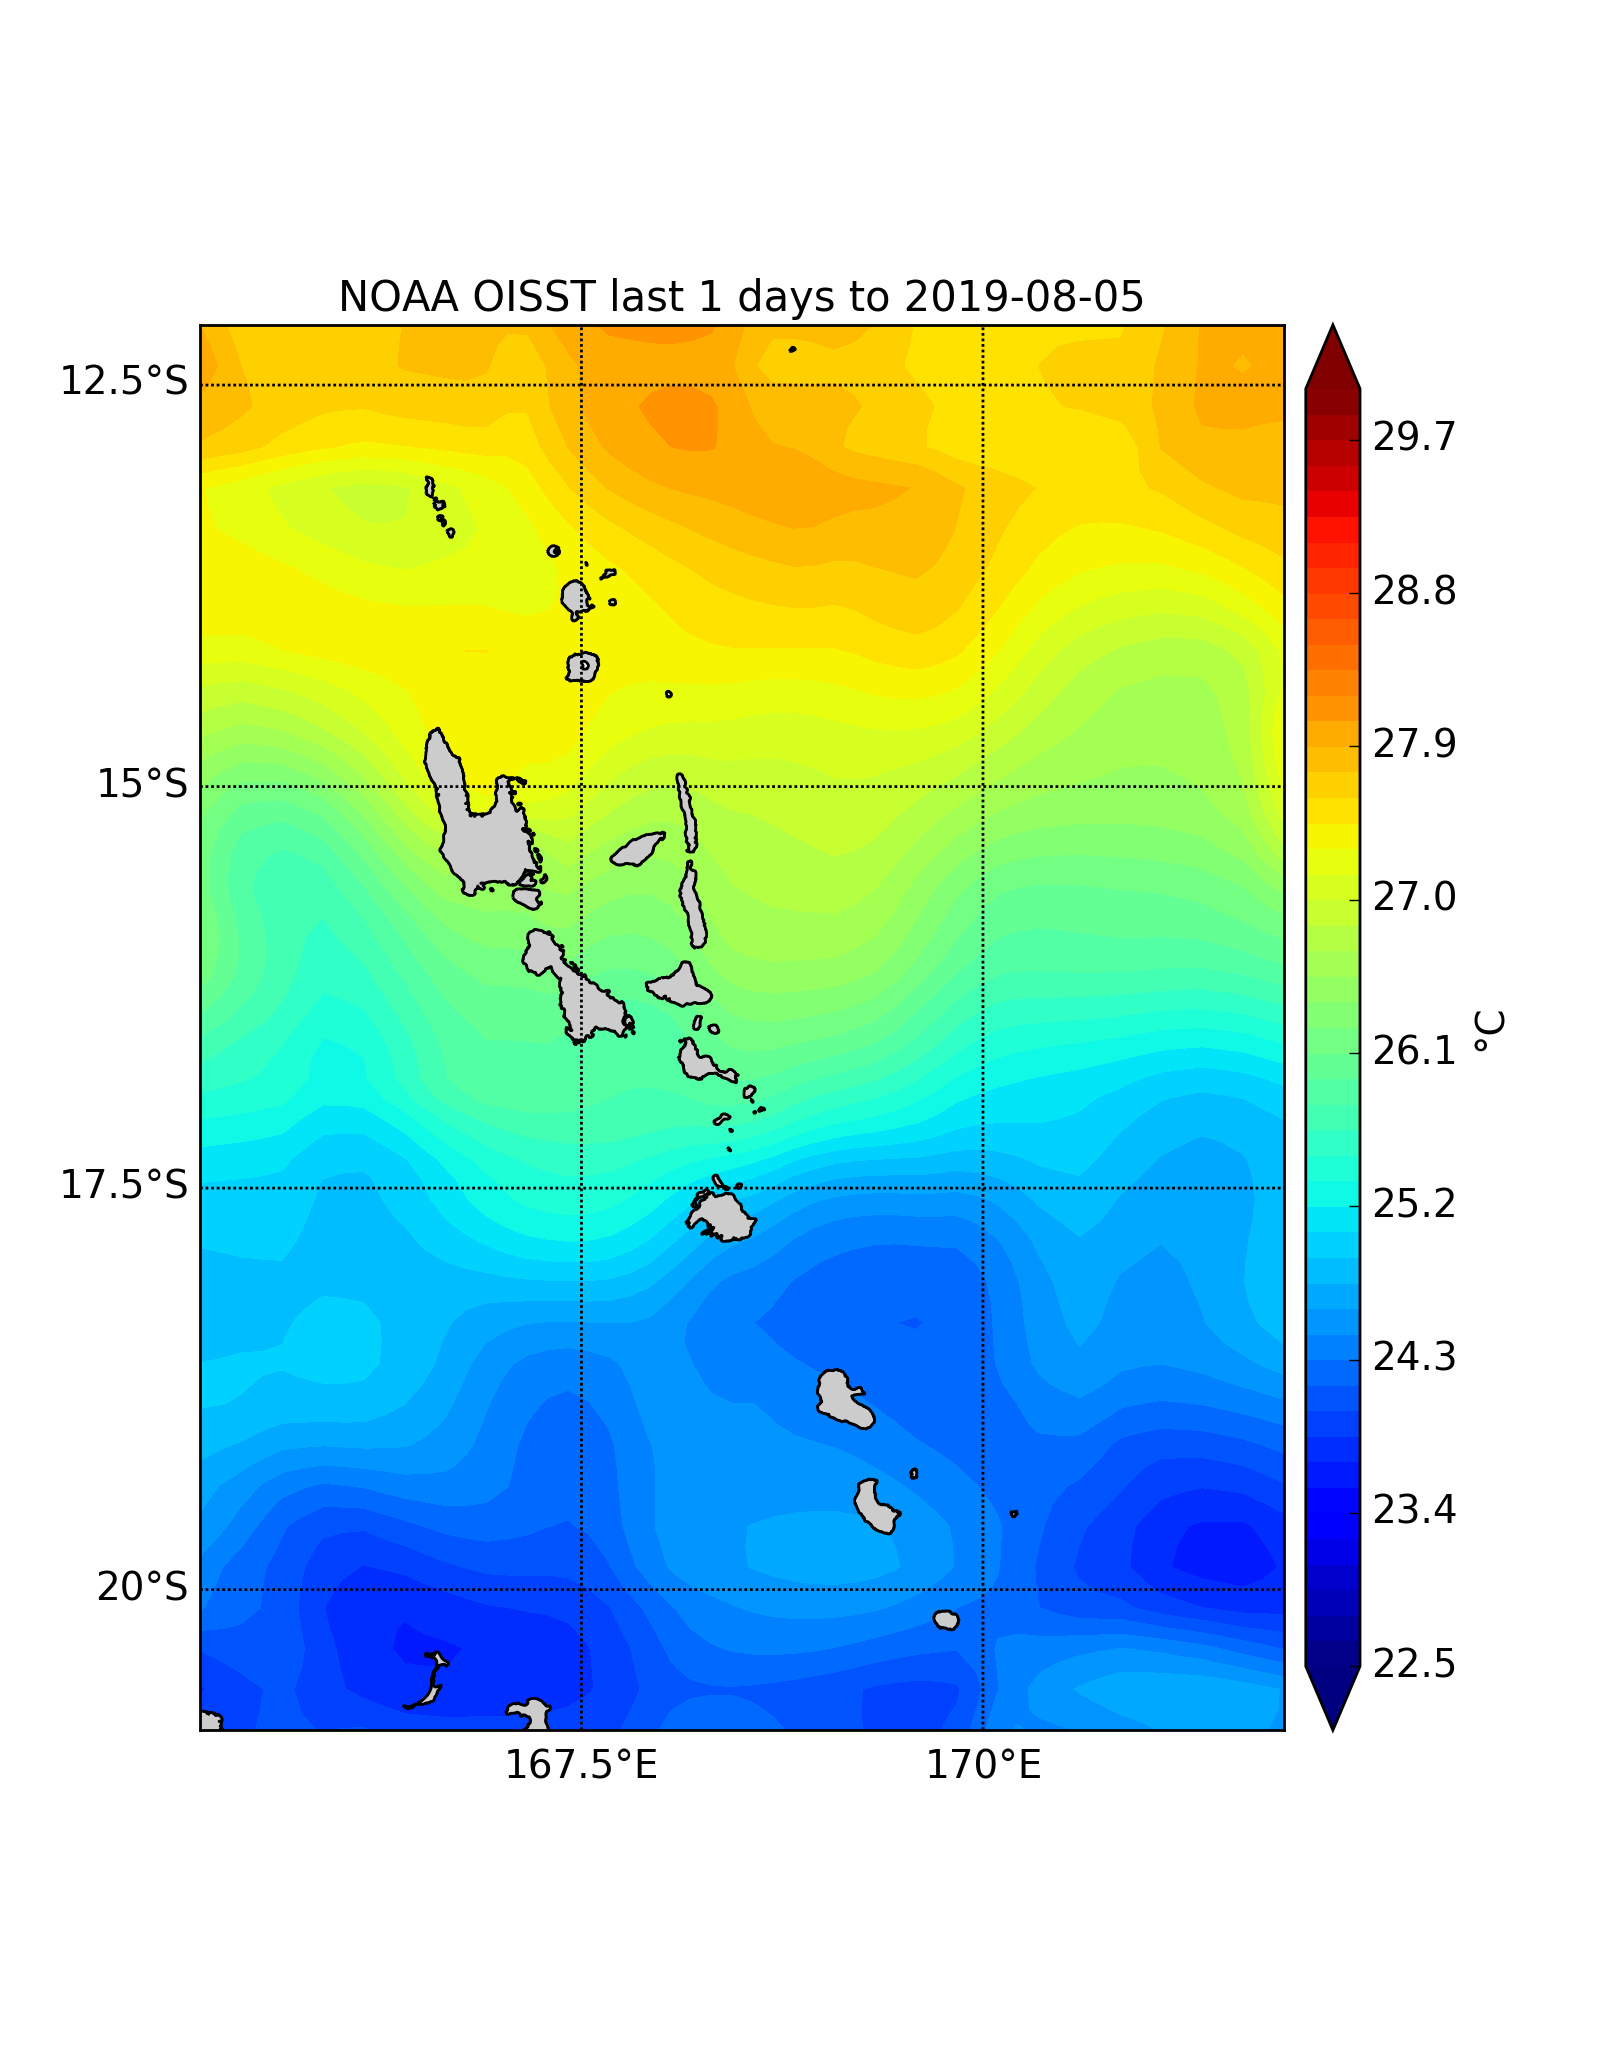 NOAA OISST last 1 days to 2019-08-05
12.5°S
15°S
17.5°S
20°S
167.5°E
170°E
29.7
28.8
27.9
27.0
26.1
25.2
24.3
23.4
22.5
°C